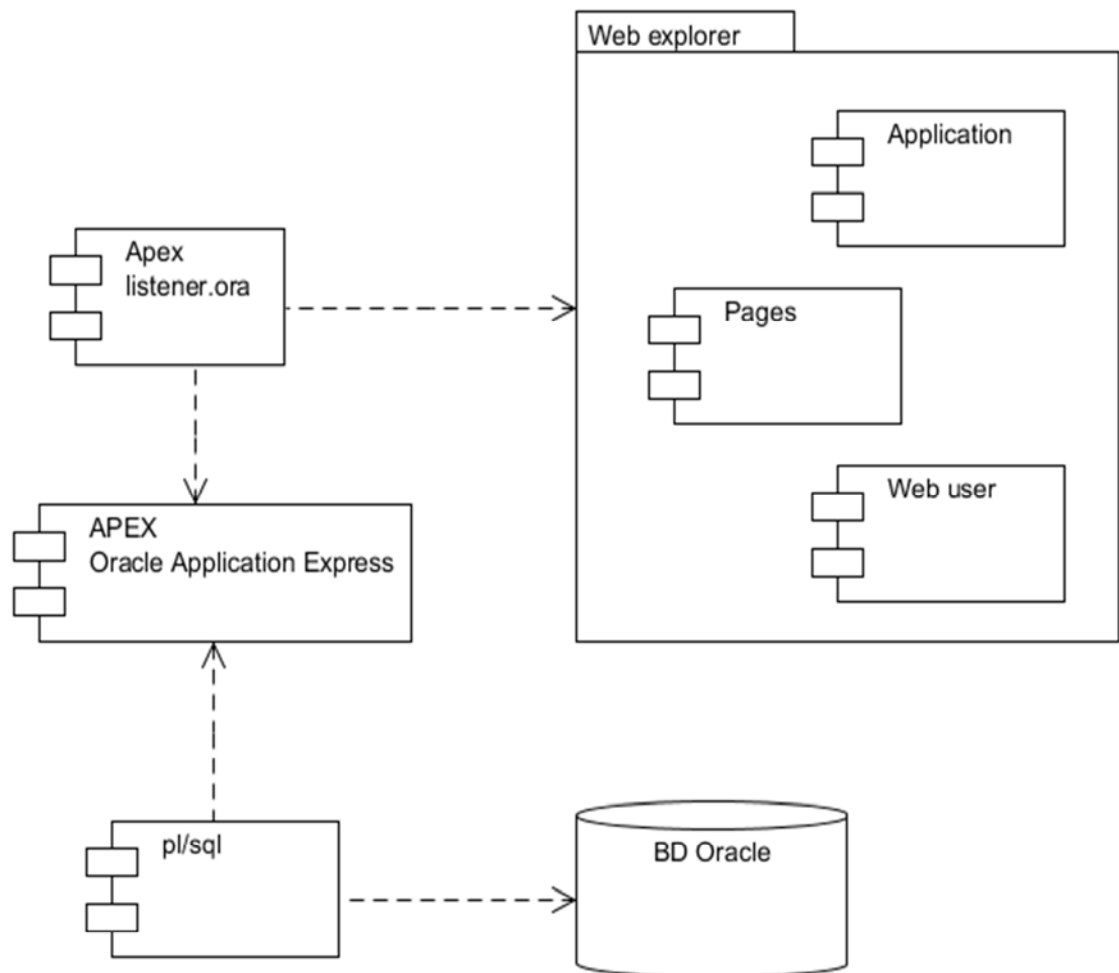 Web explorer
Application
Apex
listener.ora
Pages
APEX
Oracle Application Express
Web user
pl/sql
BD Oracle